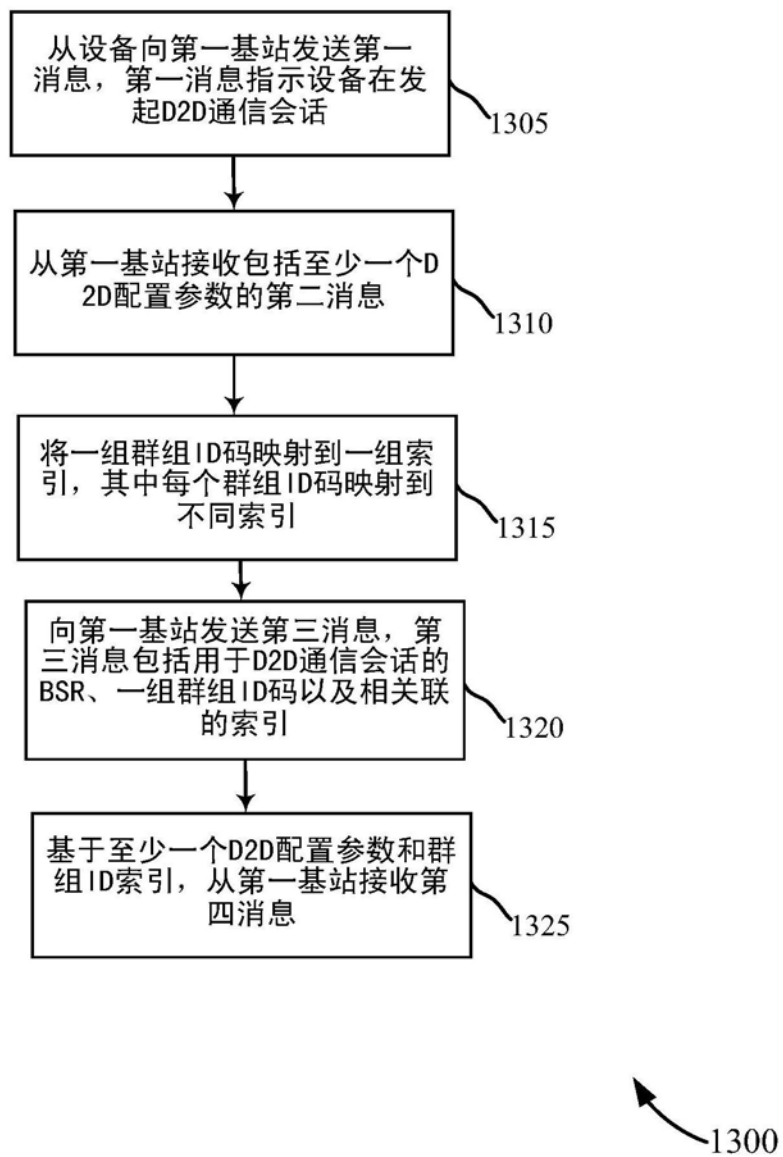 从设备向第一基站发送第一
消息，第一消息指示设备在发
起D2D通信会话
1305
从第一基站接收包括至少一个D
2D配置参数的第二消息
1310
将一组群组ID码映射到一组索
引，其中每个群组ID码映射到
不同索引
1315
向第一基站发送第三消息，第
三消息包括用于D2D通信会话的
BSR、一组群组ID码以及相关联
的索引
1320
基于至少一个D2D配置参数和群
组ID索引，从第一基站接收第
四消息
1325
1300